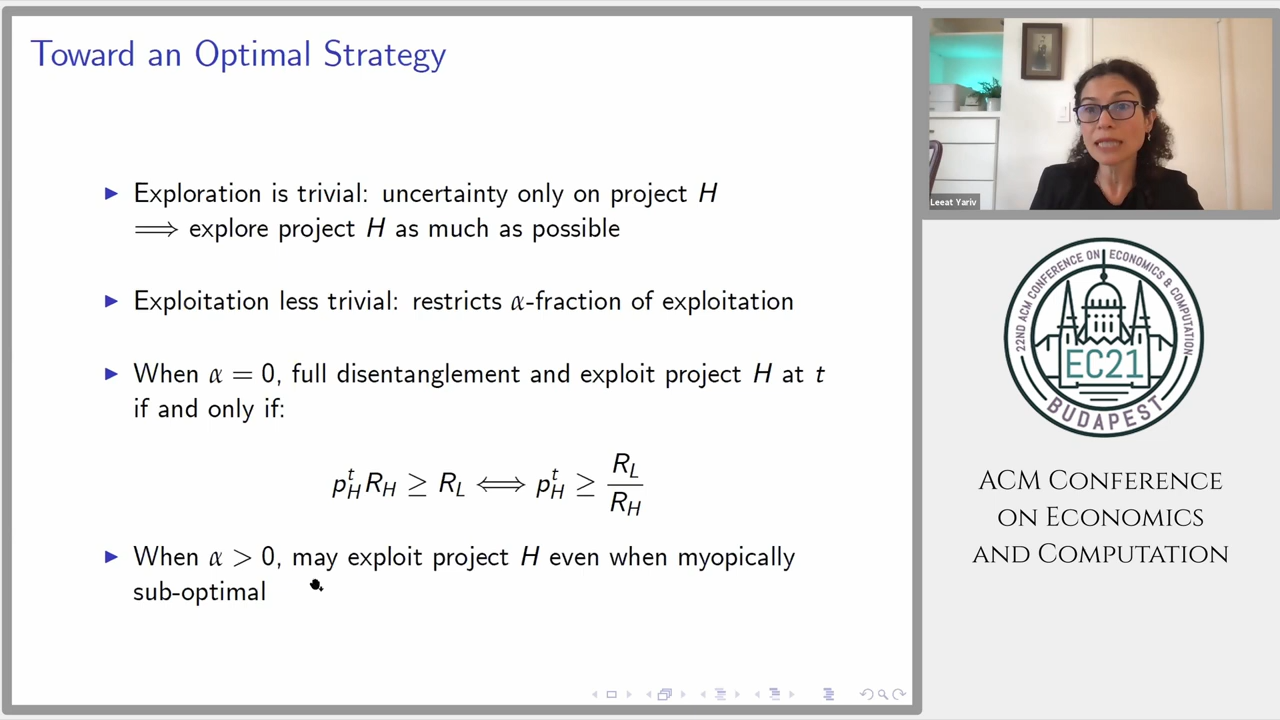 Toward an Optimal Strategy
▶ Exploration is trivial: uncertainty only on project H
⟹ explore project H as much as possible
▶ Exploitation less trivial: restricts α-fraction of exploitation
▶ When α = 0, full disentanglement and exploit project H at t
if and only if:
p_H^t R_H ≥ R_L ⟺ p_H^t ≥ R_L / R_H
▶ When α > 0, may exploit project H even when myopically
sub-optimal
Leeat Yariv
22ND ACM CONFERENCE ON ECONOMICS & COMPUTATION
EC21
BUDAPEST
ACM Conference
on Economics
and Computation